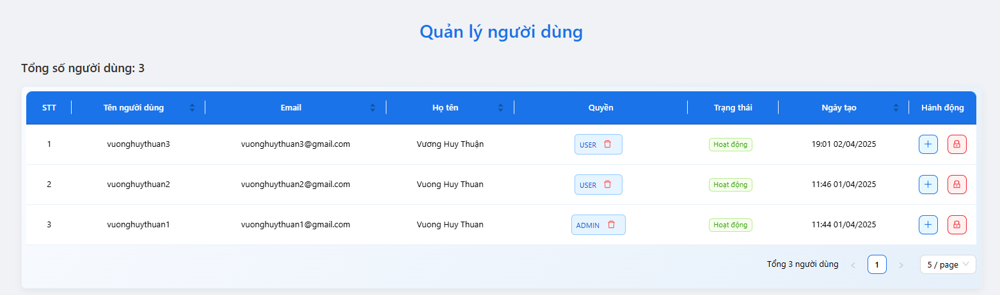 Quản lý người dùng
Tổng số người dùng: 3
STT Tên người dùng Email Họ tên Quyền Trạng thái Ngày tạo Hành động
1 vuonghuythuan3 vuonghuythuan3@gmail.com Vương Huy Thuận USER Hoạt động 19:01 02/04/2025
2 vuonghuythuan2 vuonghuythuan2@gmail.com Vuong Huy Thuan USER Hoạt động 11:46 01/04/2025
3 vuonghuythuan1 vuonghuythuan1@gmail.com Vuong Huy Thuan ADMIN Hoạt động 11:44 01/04/2025
Tổng 3 người dùng < 1 > 5 / page